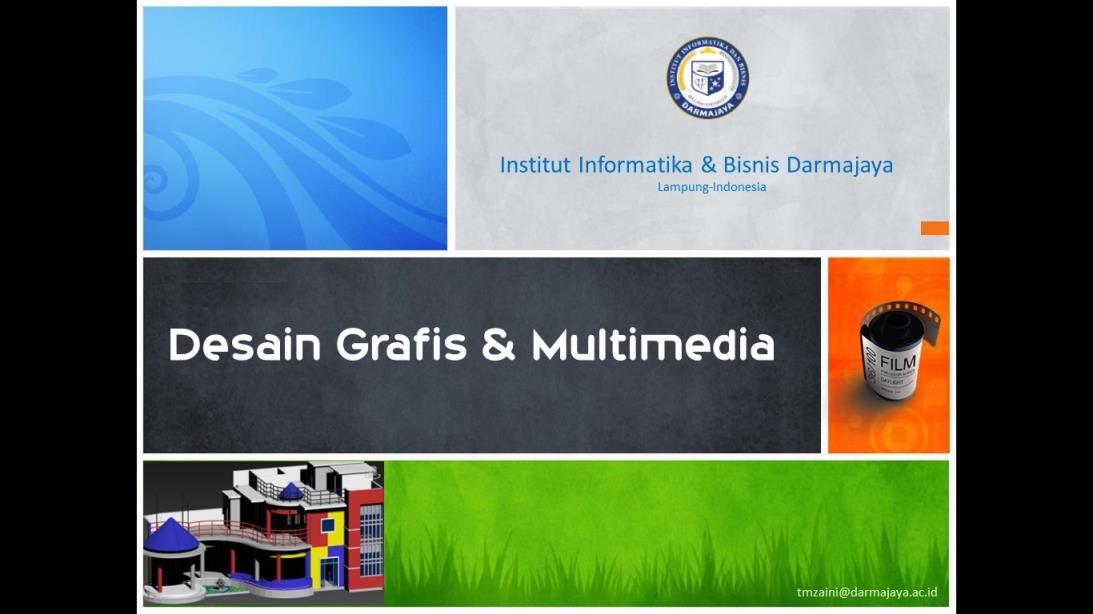 INSTITUT INFORMATIKA DAN BISNIS
DARMAJAYA
Institut Informatika & Bisnis Darmajaya
Lampung-Indonesia
Desain Grafis & Multimedia
FILM
DAYLIGHT
tmzaini@darmajaya.ac.id